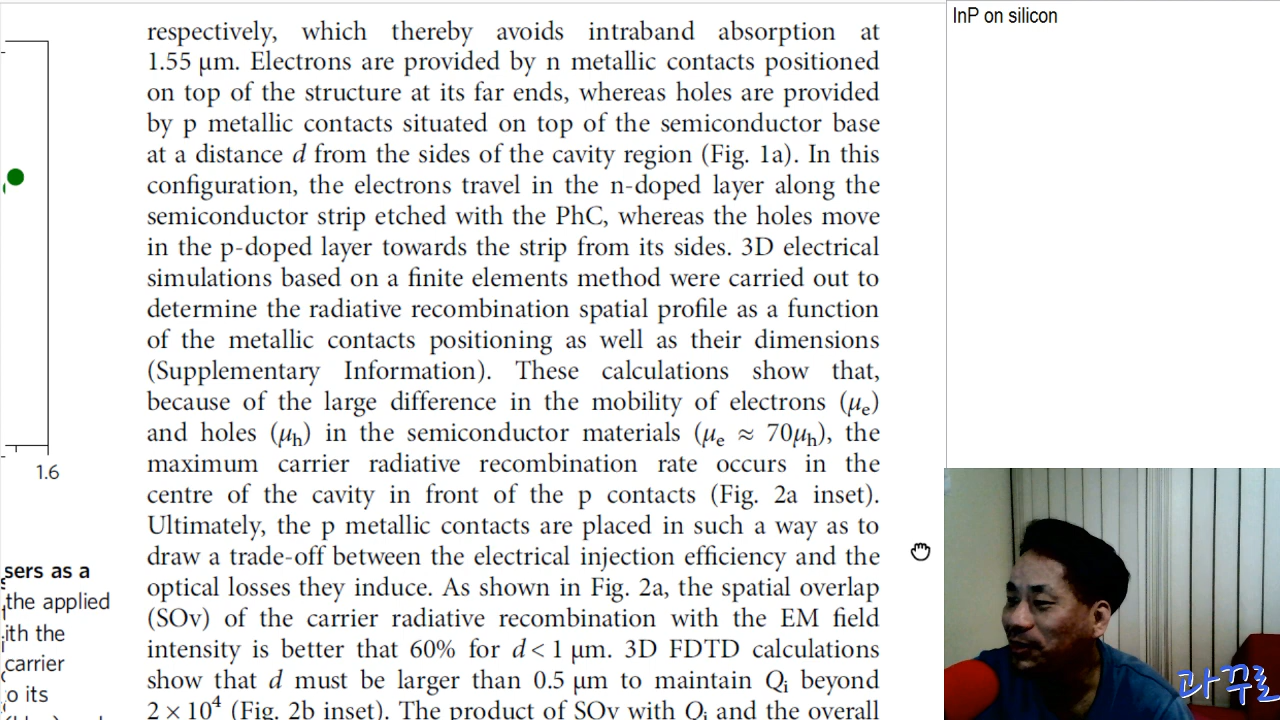 InP on silicon
respectively, which thereby avoids intraband absorption at
1.55 μm. Electrons are provided by n metallic contacts positioned
on top of the structure at its far ends, whereas holes are provided
by p metallic contacts situated on top of the semiconductor base
at a distance d from the sides of the cavity region (Fig. 1a). In this
configuration, the electrons travel in the n-doped layer along the
semiconductor strip etched with the PhC, whereas the holes move
in the p-doped layer towards the strip from its sides. 3D electrical
simulations based on a finite elements method were carried out to
determine the radiative recombination spatial profile as a function
of the metallic contacts positioning as well as their dimensions
(Supplementary Information). These calculations show that,
because of the large difference in the mobility of electrons (μe)
and holes (μh) in the semiconductor materials (μe ≈ 70μh), the
maximum carrier radiative recombination rate occurs in the
centre of the cavity in front of the p contacts (Fig. 2a inset).
Ultimately, the p metallic contacts are placed in such a way as to
draw a trade-off between the electrical injection efficiency and the
optical losses they induce. As shown in Fig. 2a, the spatial overlap
(SOv) of the carrier radiative recombination with the EM field
intensity is better that 60% for d < 1 μm. 3D FDTD calculations
show that d must be larger than 0.5 μm to maintain Qi beyond
2 × 10⁴ (Fig. 2b inset). The product of SOv with Qi and the overall
1.6
sers as a
the applied
ith the
carrier
o its
과꾸로